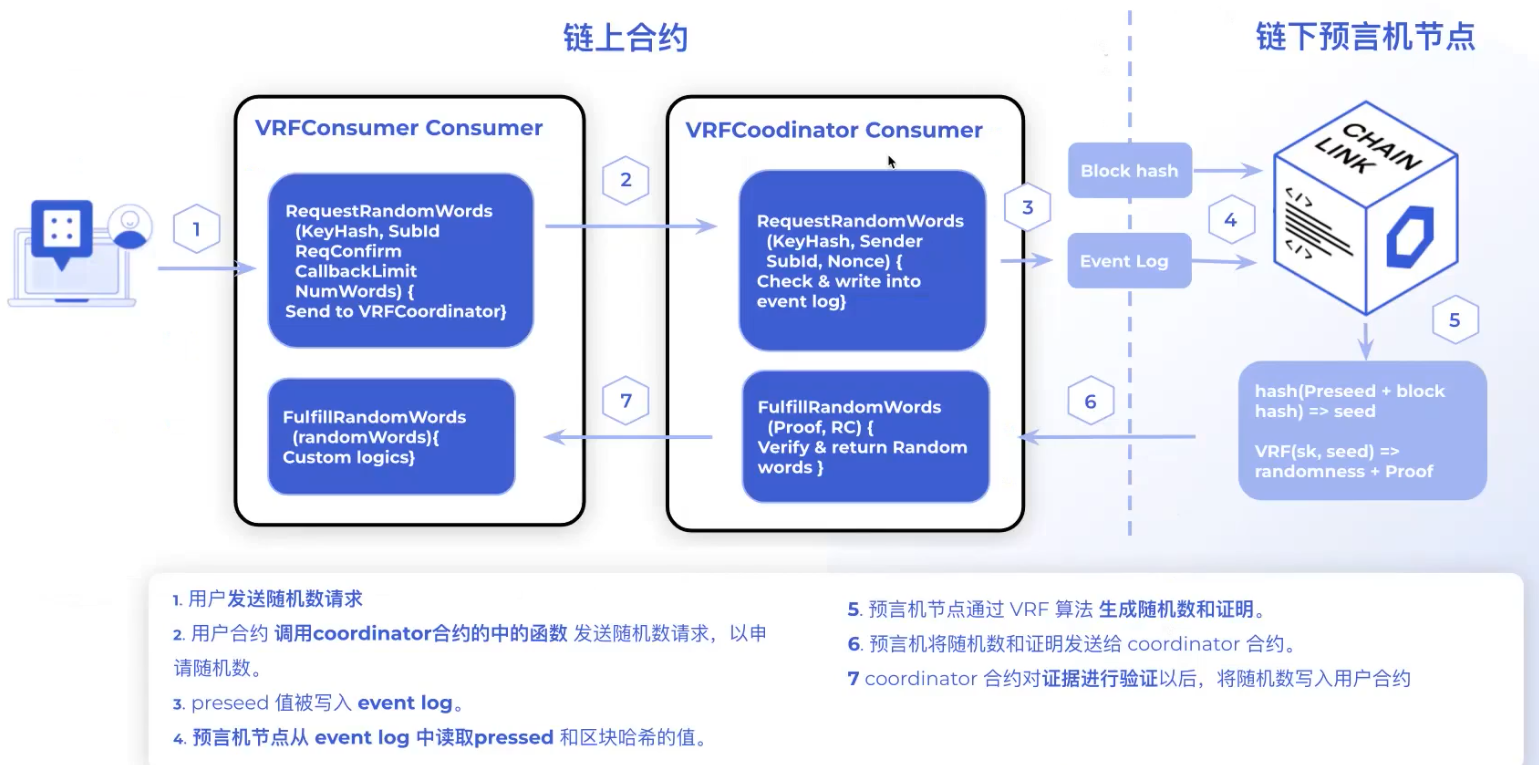 链上合约
链下预言机节点
VRFConsumer Consumer
VRFCoodinator Consumer
1
RequestRandomWords
(KeyHash, SubId
ReqConfirm
CallbackLimit
NumWords) {
Send to VRFCoordinator}
2
RequestRandomWords
(KeyHash, Sender
SubId, Nonce) {
Check & write into
event log}
3
Block hash
Event Log
4
CHAIN
LINK
</>
</>
5
hash(Preseed + block
hash) => seed
VRF(sk, seed) =>
randomness + Proof
6
FulfillRandomWords
(Proof, RC) {
Verify & return Random
words }
7
FulfillRandomWords
(randomWords){
Custom logics}
1. 用户发送随机数请求
2. 用户合约 调用coordinator合约的中的函数 发送随机数请求，以申
请随机数。
3. preseed 值被写入 event log。
4. 预言机节点从 event log 中读取pressed 和区块哈希的值。
5. 预言机节点通过 VRF 算法 生成随机数和证明。
6. 预言机将随机数和证明发送给 coordinator 合约。
7 coordinator 合约对证据进行验证以后，将随机数写入用户合约